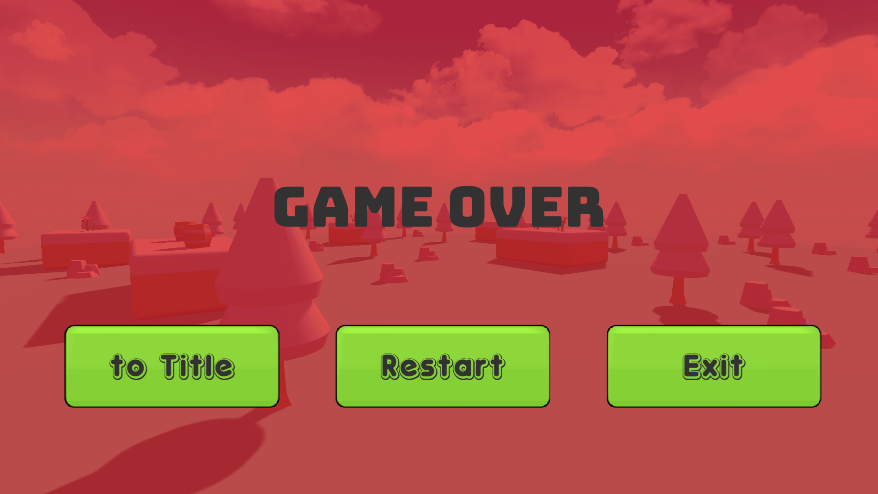 GAME OVER
to Title
Restart
Exit